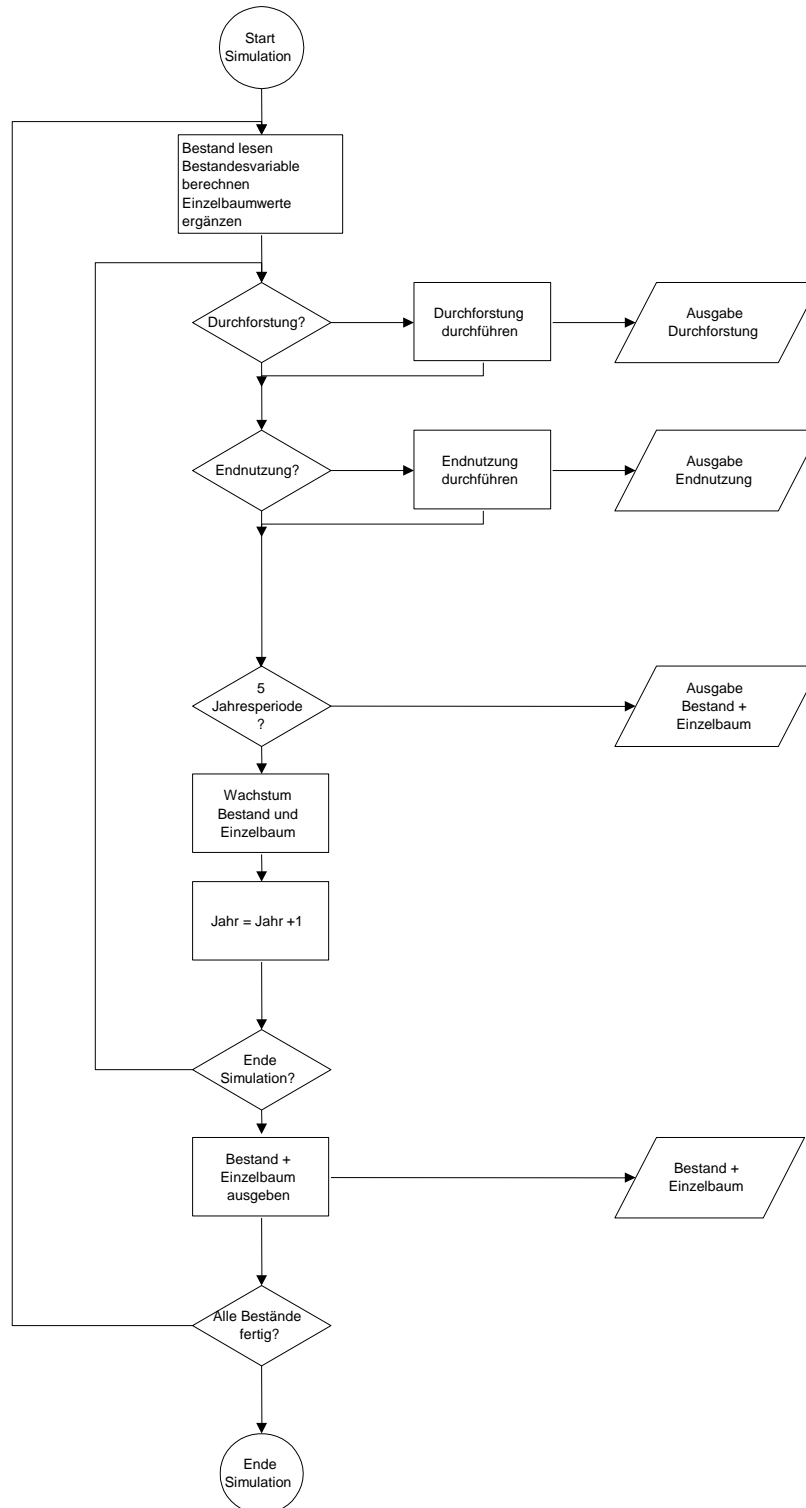 Start
Simulation
Bestand lesen
Bestandesvariable
berechnen
Einzelbaumwerte
ergänzen
Durchforstung?
Durchforstung
durchführen
Ausgabe
Durchforstung
Endnutzung?
Endnutzung
durchführen
Ausgabe
Endnutzung
5
Jahresperiode
?
Ausgabe
Bestand +
Einzelbaum
Wachstum
Bestand und
Einzelbaum
Jahr = Jahr +1
Ende
Simulation?
Bestand +
Einzelbaum
ausgeben
Bestand +
Einzelbaum
Alle Bestände
fertig?
Ende
Simulation